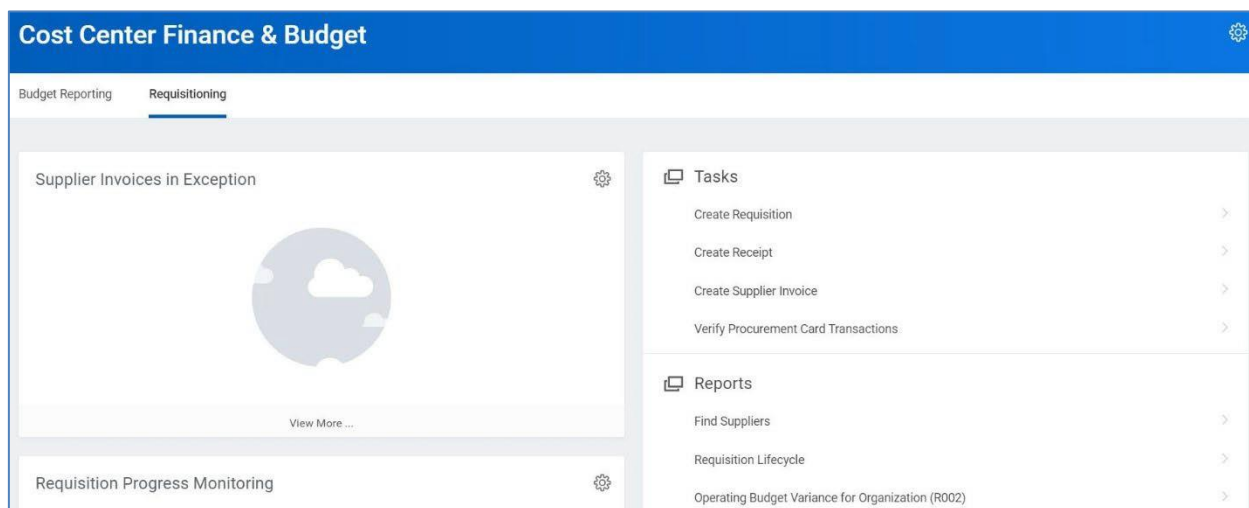 Cost Center Finance & Budget
Budget Reporting
Requisitioning
Supplier Invoices in Exception
View More ...
Requisition Progress Monitoring
Tasks
Create Requisition
Create Receipt
Create Supplier Invoice
Verify Procurement Card Transactions
Reports
Find Suppliers
Requisition Lifecycle
Operating Budget Variance for Organization (R002)